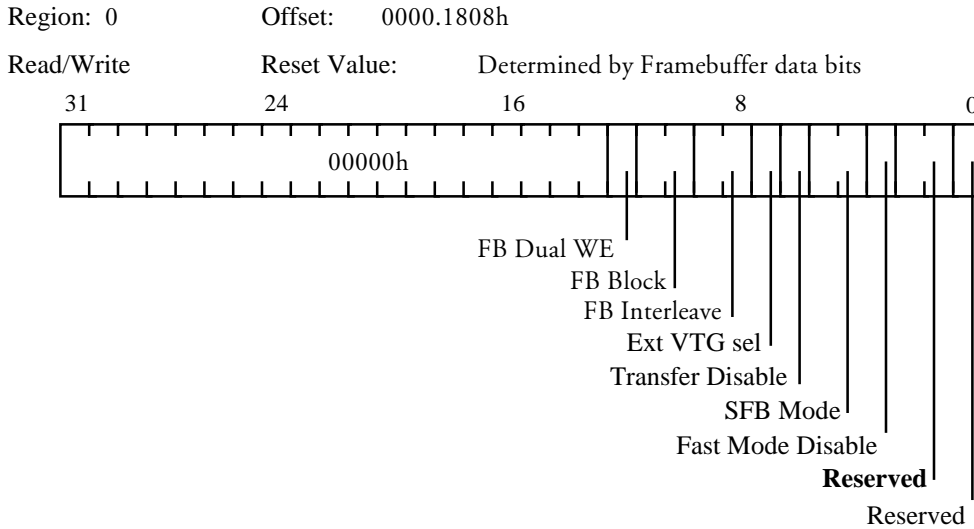 Region: 0 Offset: 0000.1808h
Read/Write Reset Value: Determined by Framebuffer data bits
31 24 16 8 0
00000h
FB Dual WE
FB Block
FB Interleave
Ext VTG sel
Transfer Disable
SFB Mode
Fast Mode Disable
Reserved
Reserved